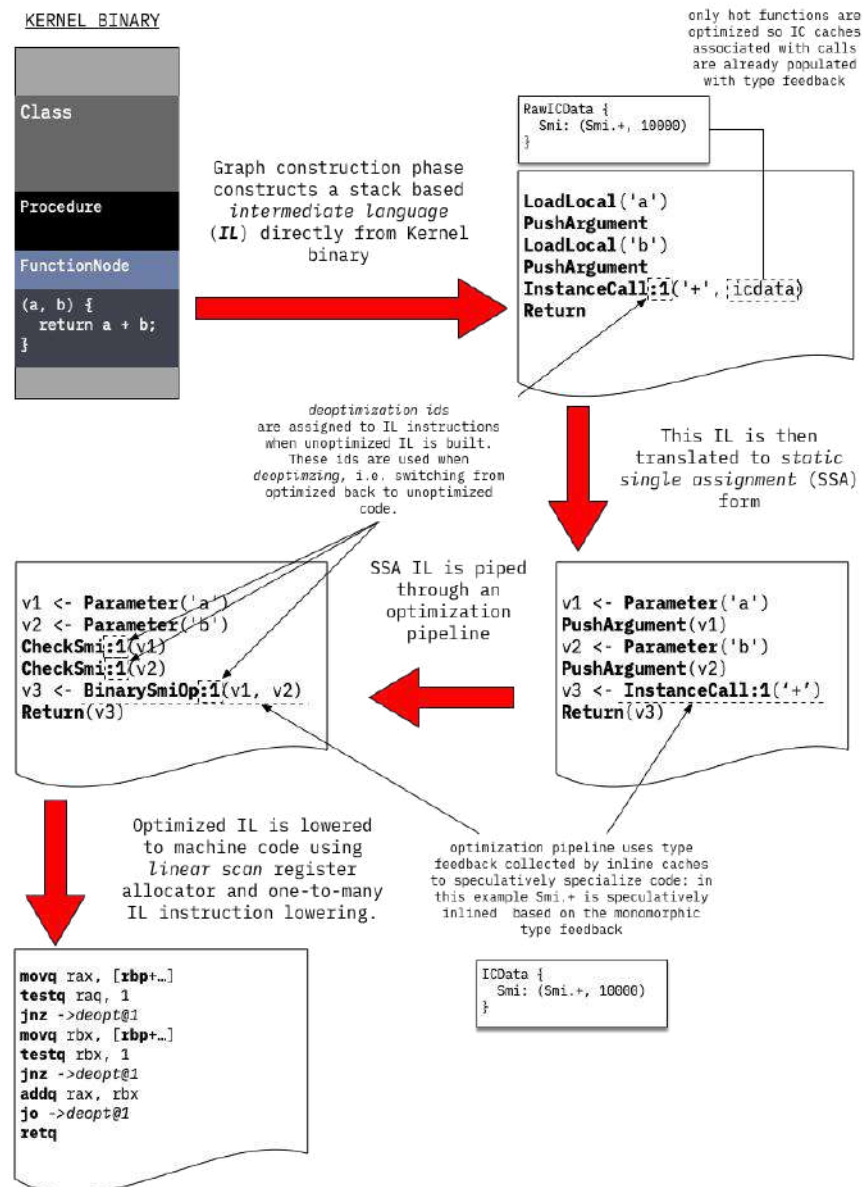 KERNEL BINARY
Class
Procedure
FunctionNode
(a, b) {
return a + b;
}
Graph construction phase
constructs a stack based
intermediate language
(IL) directly from Kernel
binary
only hot functions are
optimized so IC caches
associated with calls
are already populated
with type feedback
RawICData {
Smi: (Smi.+, 10000)
}
LoadLocal('a')
PushArgument
LoadLocal('b')
PushArgument
InstanceCall:1('+', icdata)
Return
deoptimization ids
are assigned to IL instructions
when unoptimized IL is built.
These ids are used when
deoptimzing, i.e. switching from
optimized back to unoptimized
code.
This IL is then
translated to static
single assignment (SSA)
form
v1 <- Parameter('a')
PushArgument(v1)
v2 <- Parameter('b')
PushArgument(v2)
v3 <- InstanceCall:1(‘+’)
Return(v3)
SSA IL is piped
through an
optimization
pipeline
v1 <- Parameter('a')
v2 <- Parameter('b')
CheckSmi:1(v1)
CheckSmi:1(v2)
v3 <- BinarySmiOp:1(v1, v2)
Return(v3)
optimization pipeline uses type
feedback collected by inline caches
to speculatively specialize code: in
this example Smi.+ is speculatively
inlined based on the monomorphic
type feedback
ICData {
Smi: (Smi.+, 10000)
}
Optimized IL is lowered
to machine code using
linear scan register
allocator and one-to-many
IL instruction lowering.
movq rax, [rbp+…]
testq raq, 1
jnz ->deopt@1
movq rbx, [rbp+…]
testq rbx, 1
jnz ->deopt@1
addq rax, rbx
jo ->deopt@1
retq